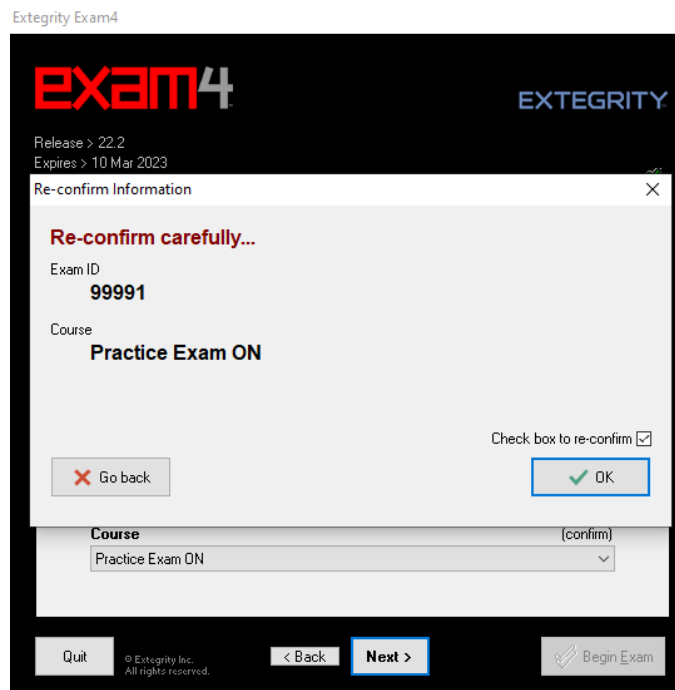 Extegrity Exam4
exam4
EXTEGRITY
Release > 22.2
Expires > 10 Mar 2023
Re-confirm Information
Re-confirm carefully...
Exam ID
99991
Course
Practice Exam ON
Check box to re-confirm
Go back
OK
Course (confirm)
Practice Exam ON
Quit
© Extegrity Inc.
All rights reserved.
< Back
Next >
Begin Exam